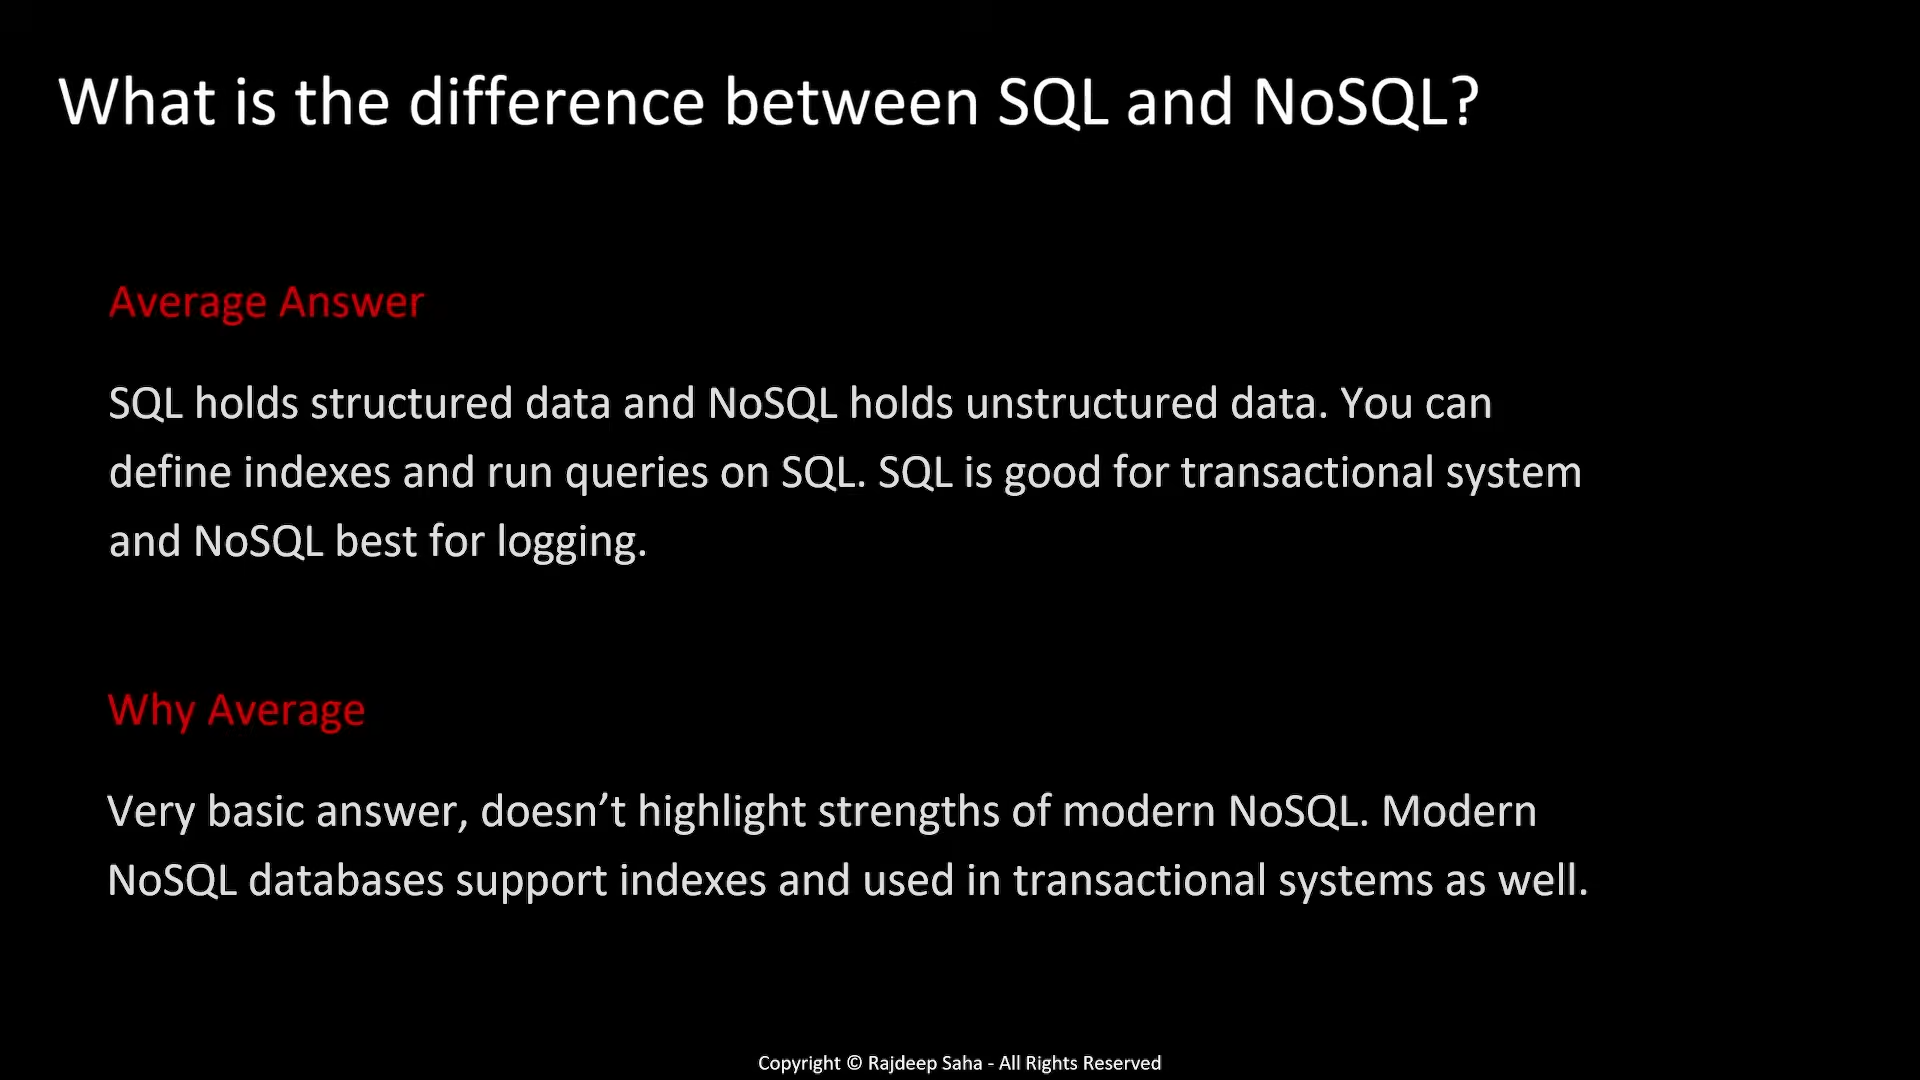 What is the difference between SQL and NoSQL?
Average Answer
SQL holds structured data and NoSQL holds unstructured data. You can
define indexes and run queries on SQL. SQL is good for transactional system
and NoSQL best for logging.
Why Average
Very basic answer, doesn’t highlight strengths of modern NoSQL. Modern
NoSQL databases support indexes and used in transactional systems as well.
Copyright © Rajdeep Saha - All Rights Reserved